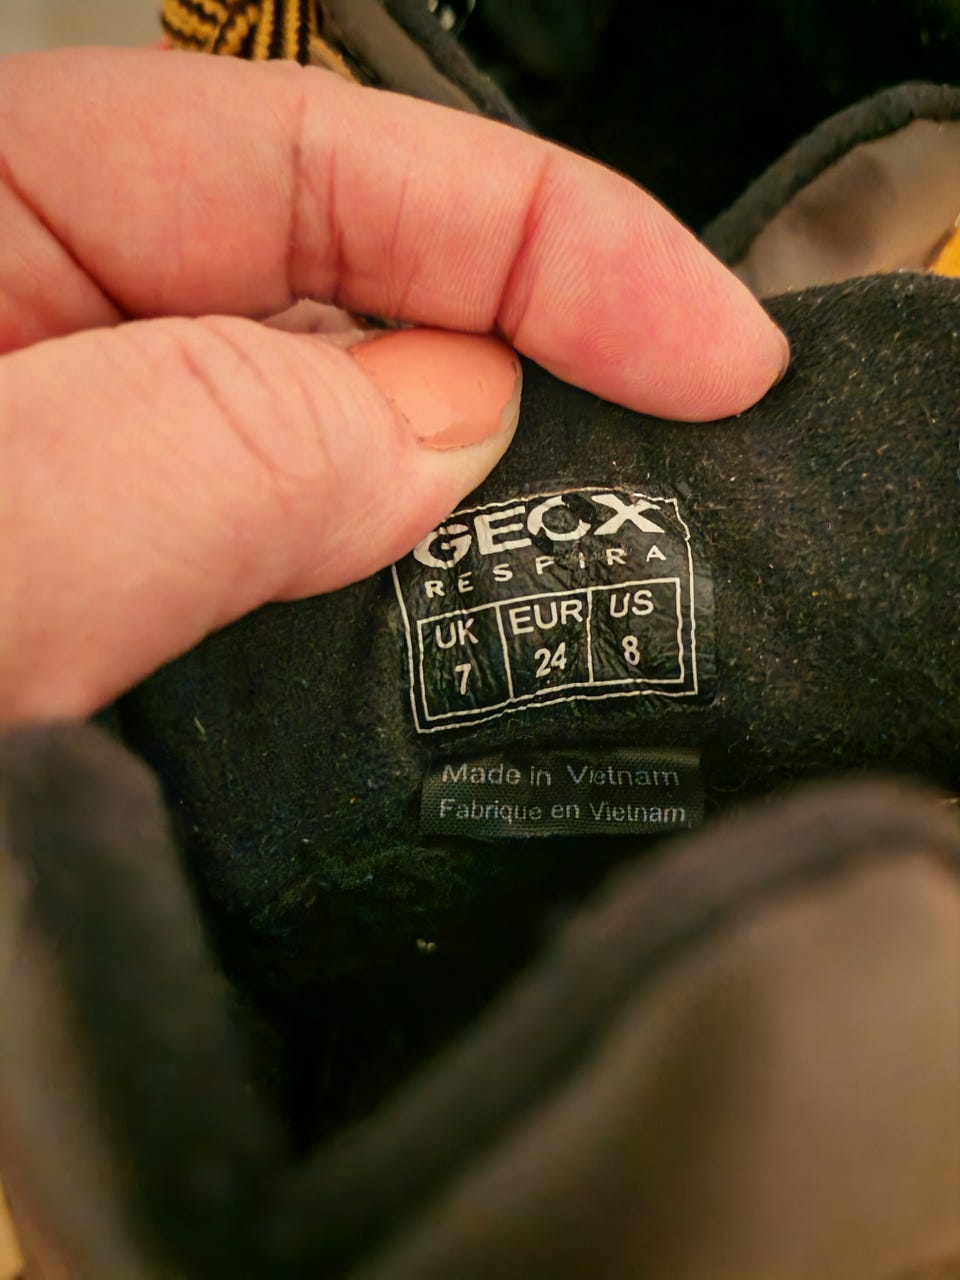 GEOX
RESPIRA
UK EUR US
7 24 8
Made in Vietnam
Fabrique en Vietnam